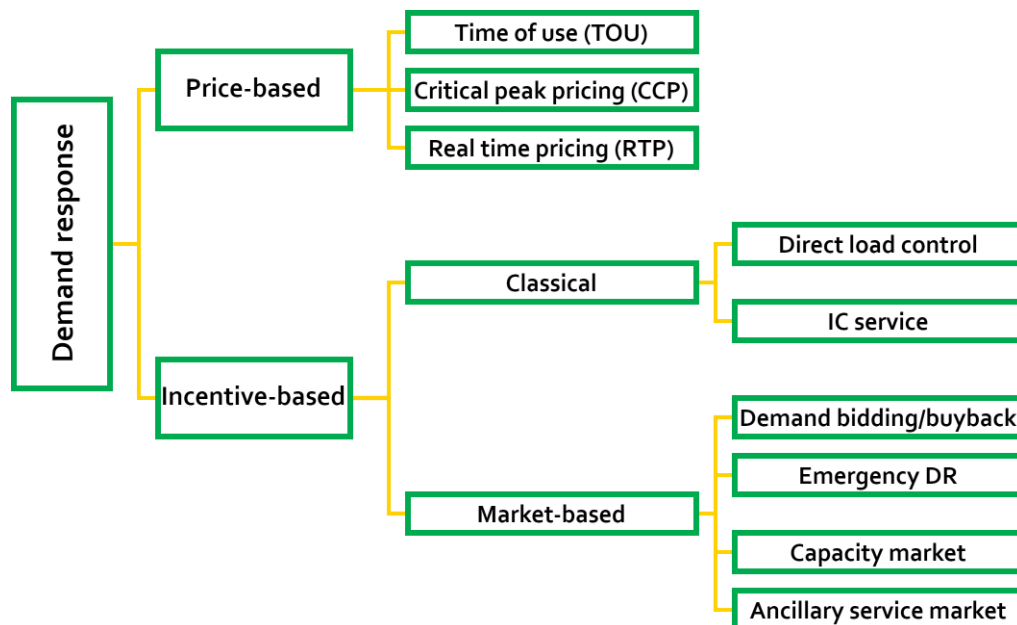 Demand response
Price-based
Time of use (TOU)
Critical peak pricing (CCP)
Real time pricing (RTP)
Incentive-based
Classical
Direct load control
IC service
Market-based
Demand bidding/buyback
Emergency DR
Capacity market
Ancillary service market